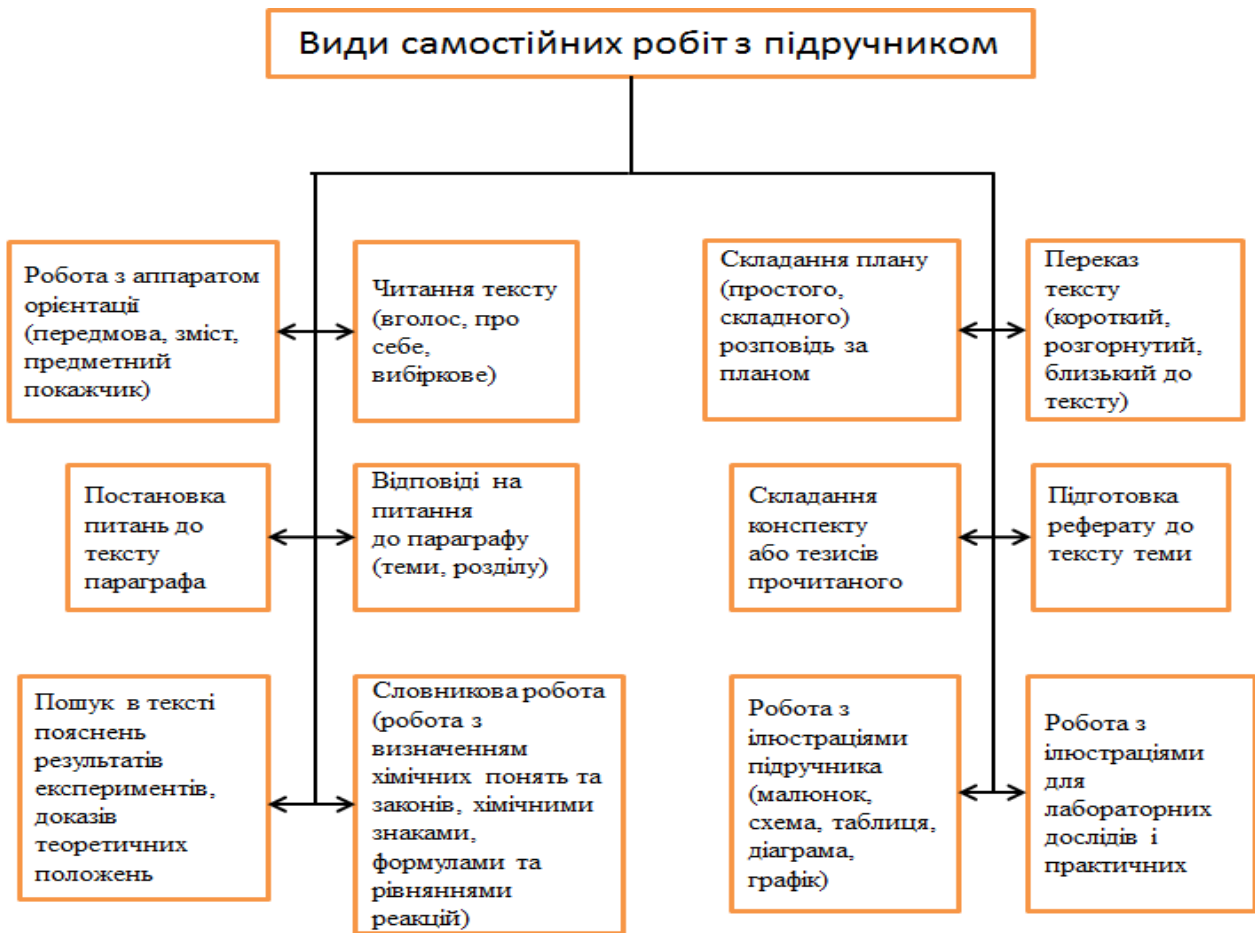 Види самостійних робіт з підручником
Робота з аппаратом
орієнтації
(передмова, зміст,
предметний
покажчик)
Читання тексту
(вголос, про
себе,
вибіркове)
Складання плану
(простого,
складного)
розповідь за
планом
Переказ
тексту
(короткий,
розгорнутий,
близький до
тексту)
Постановка
питань до
тексту
параграфа
Відповіді на
питання
до параграфу
(теми, розділу)
Складання
конспекту
або тезисів
прочитаного
Підготовка
реферату до
тексту теми
Пошук в тексті
пояснень
результатів
експериментів,
доказів
теоретичних
положень
Словникова робота
(робота з
визначенням
хімічних понять та
законів, хімічними
знаками,
формулами та
рівняннями
реакцій)
Робота з
ілюстраціями
підручника
(малюнок,
схема, таблиця,
діаграма,
графік)
Робота з
ілюстраціями
для
лабораторних
дослідів і
практичних